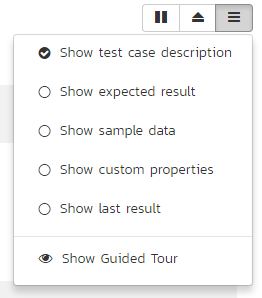 Show test case description
Show expected result
Show sample data
Show custom properties
Show last result
Show Guided Tour